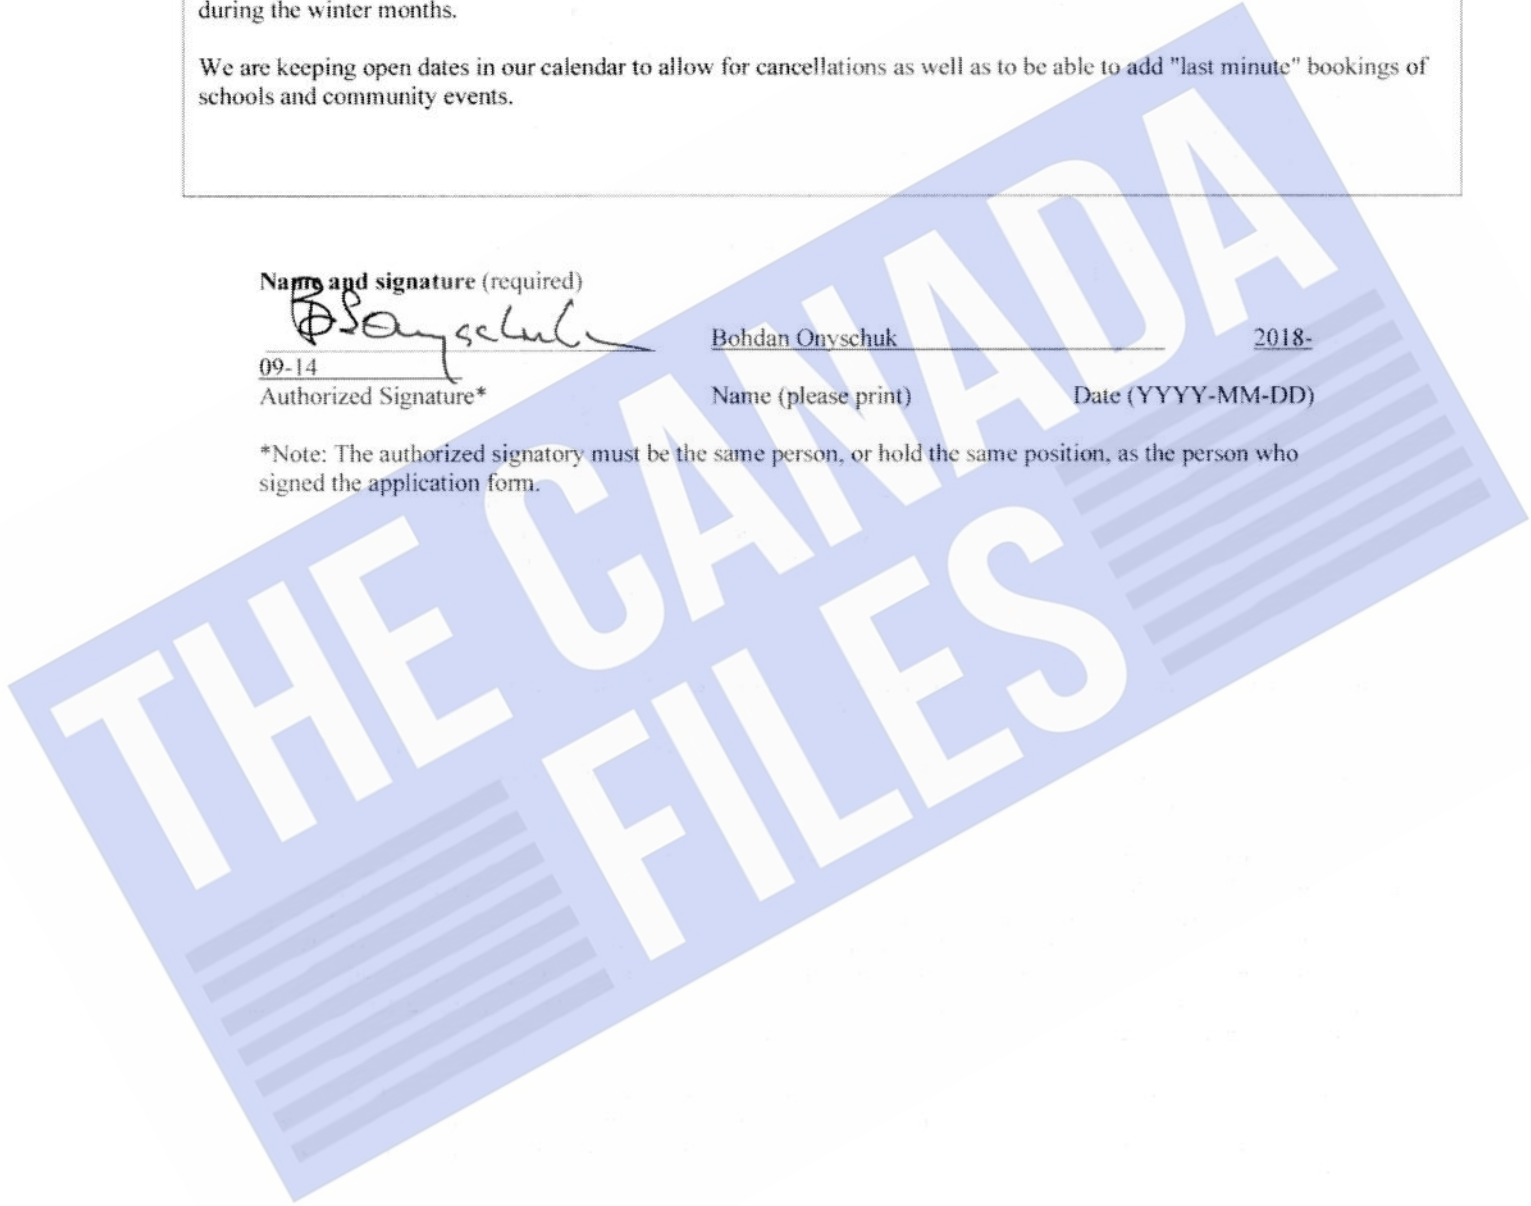 during the winter months.
We are keeping open dates in our calendar to allow for cancellations as well as to be able to add "last minute" bookings of
schools and community events.
Name and signature (required)
BSOnyschuk
Bohdan Onyschuk
2018-
09-14
Authorized Signature*
Name (please print)
Date (YYYY-MM-DD)
*Note: The authorized signatory must be the same person, or hold the same position, as the person who
signed the application form.
THE CANADA
FILES